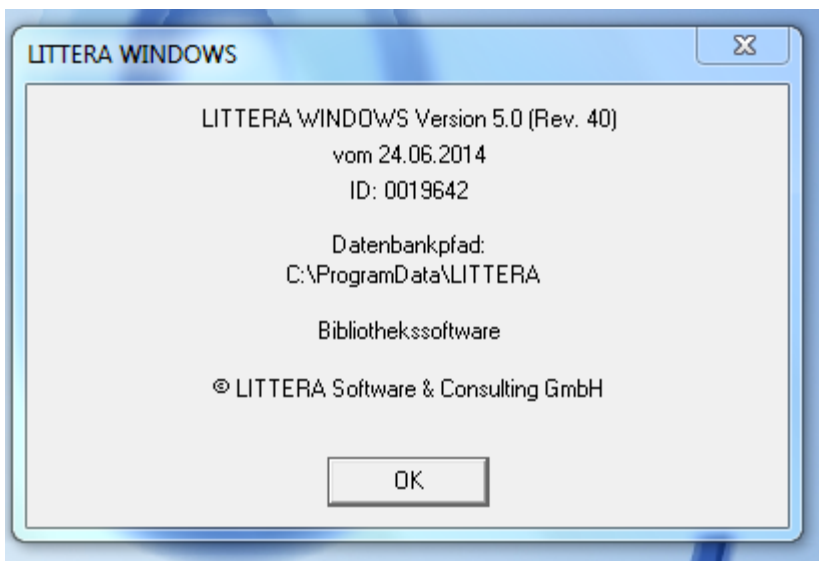 LITTERA WINDOWS
LITTERA WINDOWS Version 5.0 (Rev. 40)
vom 24.06.2014
ID: 0019642
Datenbankpfad:
C:\ProgramData\LITTERA
Bibliothekssoftware
© LITTERA Software & Consulting GmbH
OK